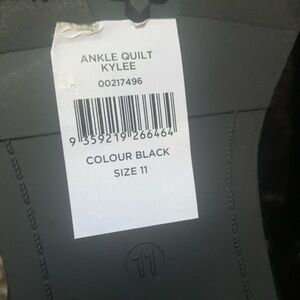 ANKLE QUILT
KYLEE
00217496
9 359219 266464
COLOUR BLACK
SIZE 11
11